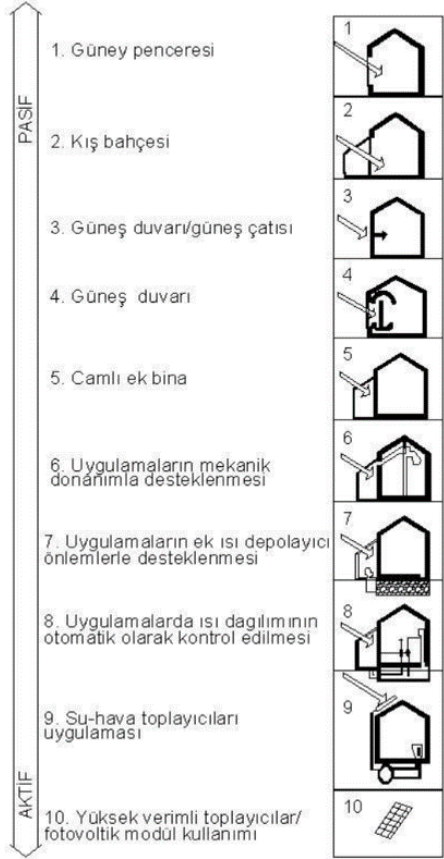 PASİF
1. Güney penceresi
1
2. Kış bahçesi
2
3. Güneş duvarı/güneş çatısı
3
4. Güneş duvarı
4
5. Camlı ek bina
5
6. Uygulamaların mekanik
donanımla desteklenmesi
6
7. Uygulamaların ek ısı depolayıcı
önlemlerle desteklenmesi
7
8. Uygulamalarda ısı dagılımının
otomatik olarak kontrol edilmesi
8
9. Su-hava toplayıcıları
uygulaması
9
AKTİF
10. Yüksek verimli toplayıcılar/
fotovoltik modül kullanımı
10